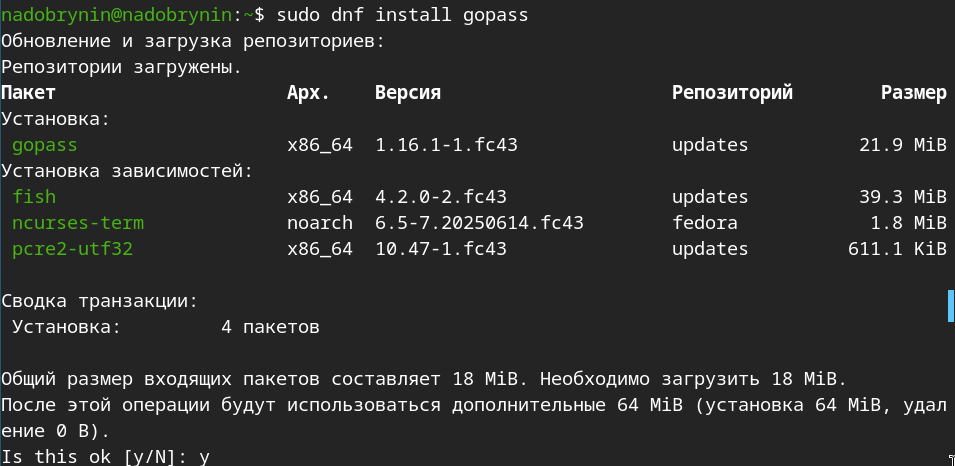 nadobrynin@nadobrynin:~$ sudo dnf install gopass
Обновление и загрузка репозиториев:
Репозитории загружены.
Пакет Арх. Версия Репозиторий Размер
Установка:
gopass x86_64 1.16.1-1.fc43 updates 21.9 MiB
Установка зависимостей:
fish x86_64 4.2.0-2.fc43 updates 39.3 MiB
ncurses-term noarch 6.5-7.20250614.fc43 fedora 1.8 MiB
pcre2-utf32 x86_64 10.47-1.fc43 updates 611.1 KiB
Сводка транзакции:
Установка: 4 пакетов
Общий размер входящих пакетов составляет 18 MiB. Необходимо загрузить 18 MiB.
После этой операции будут использоваться дополнительные 64 MiB (установка 64 MiB, удал
ение 0 B).
Is this ok [y/N]: y